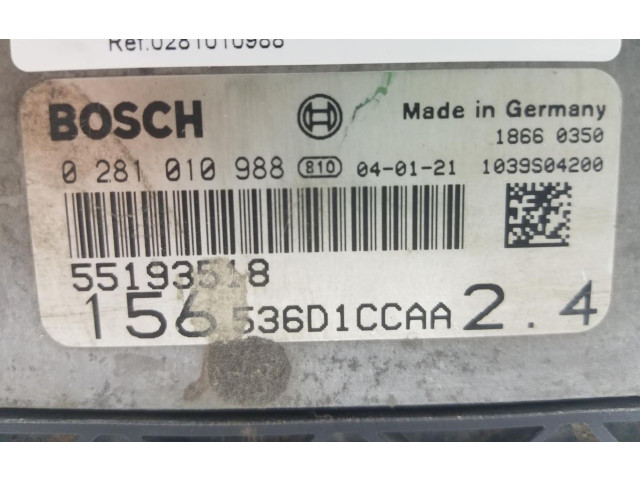 Ref.0281010988
BOSCH Made in Germany
1866 0350
0 281 010 988 810 04-01-21 1039S04200
55193518
156 536D1CCAA 2.4